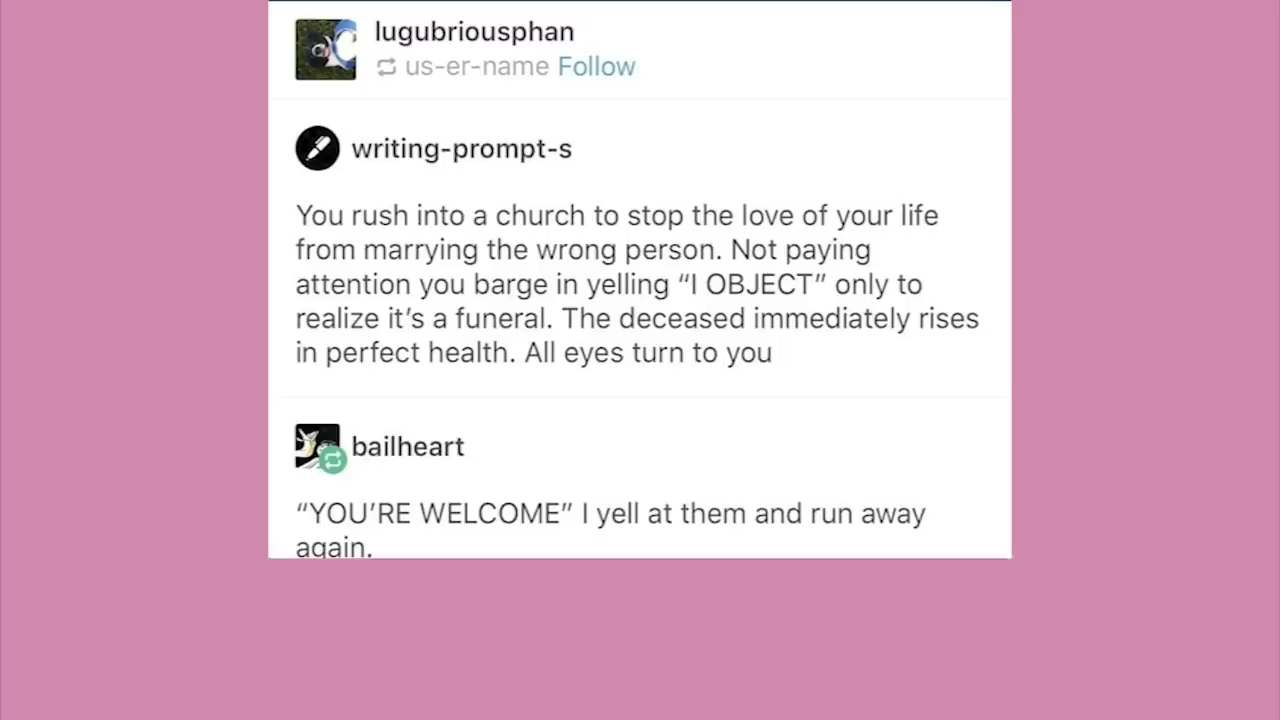 lugubriousphan
us-er-name Follow
writing-prompt-s
You rush into a church to stop the love of your life
from marrying the wrong person. Not paying
attention you barge in yelling “I OBJECT” only to
realize it’s a funeral. The deceased immediately rises
in perfect health. All eyes turn to you
bailheart
“YOU’RE WELCOME” I yell at them and run away
again.